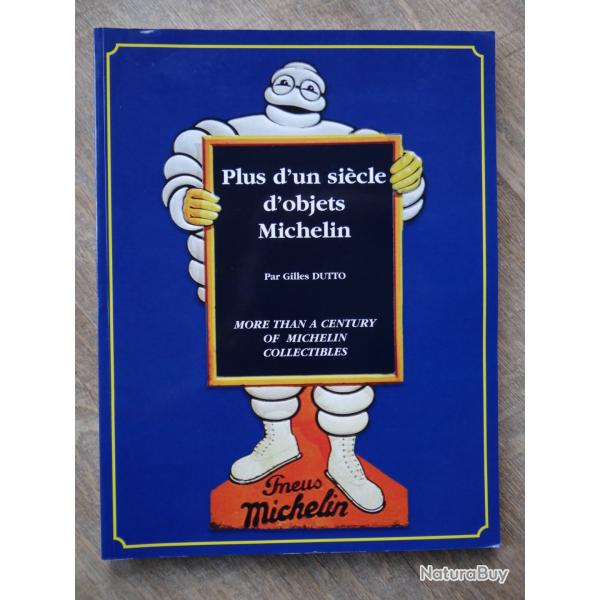 Plus d'un siècle
d'objets
Michelin
Par Gilles DUTTO
MORE THAN A CENTURY
OF MICHELIN
COLLECTIBLES
Pneus
Michelin
NaturaBuy